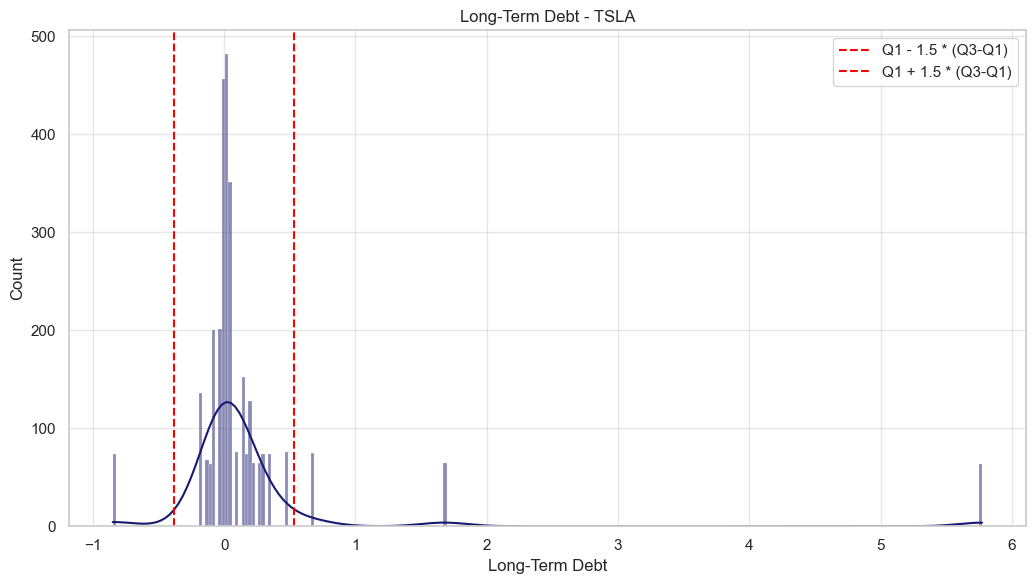 Long-Term Debt - TSLA
Q1 - 1.5 * (Q3-Q1)
Q1 + 1.5 * (Q3-Q1)
500
400
300
200
100
0
Count
−1 0 1 2 3 4 5 6
Long-Term Debt